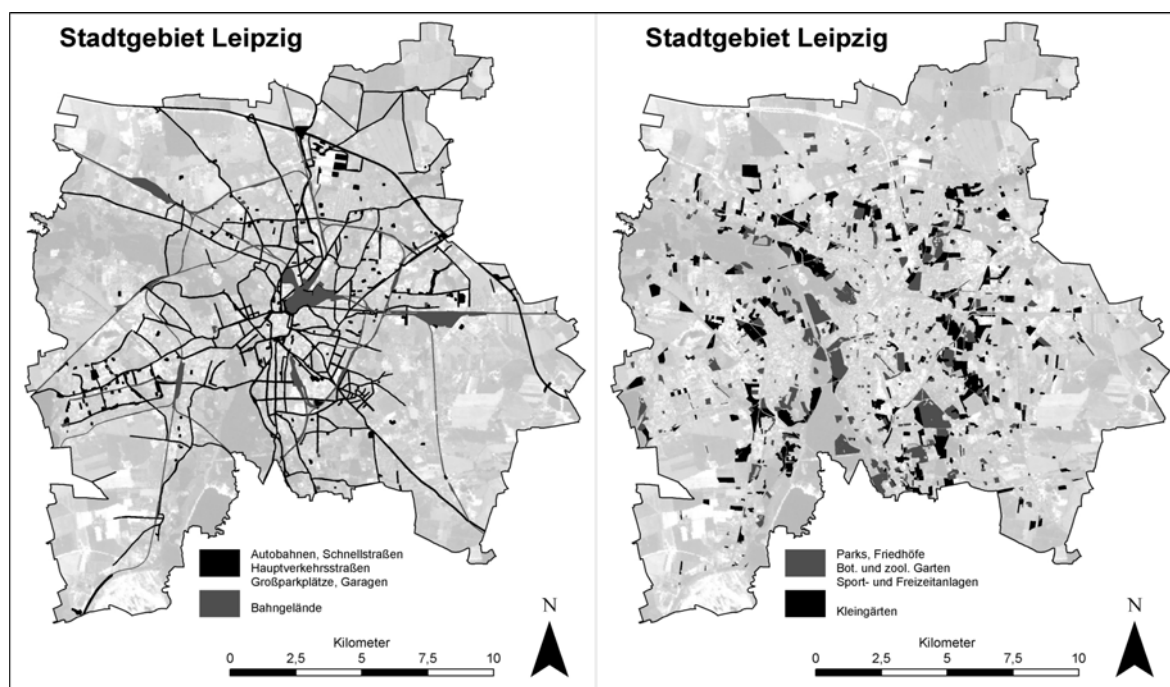 Stadtgebiet Leipzig
Autobahnen, Schnellstraßen
Hauptverkehrsstraßen
Großparkplätze, Garagen
Bahngelände
N
Kilometer
0 2,5 5 7,5 10
Stadtgebiet Leipzig
Parks, Friedhöfe
Bot. und zool. Garten
Sport- und Freizeitanlagen
Kleingärten
N
Kilometer
0 2,5 5 7,5 10